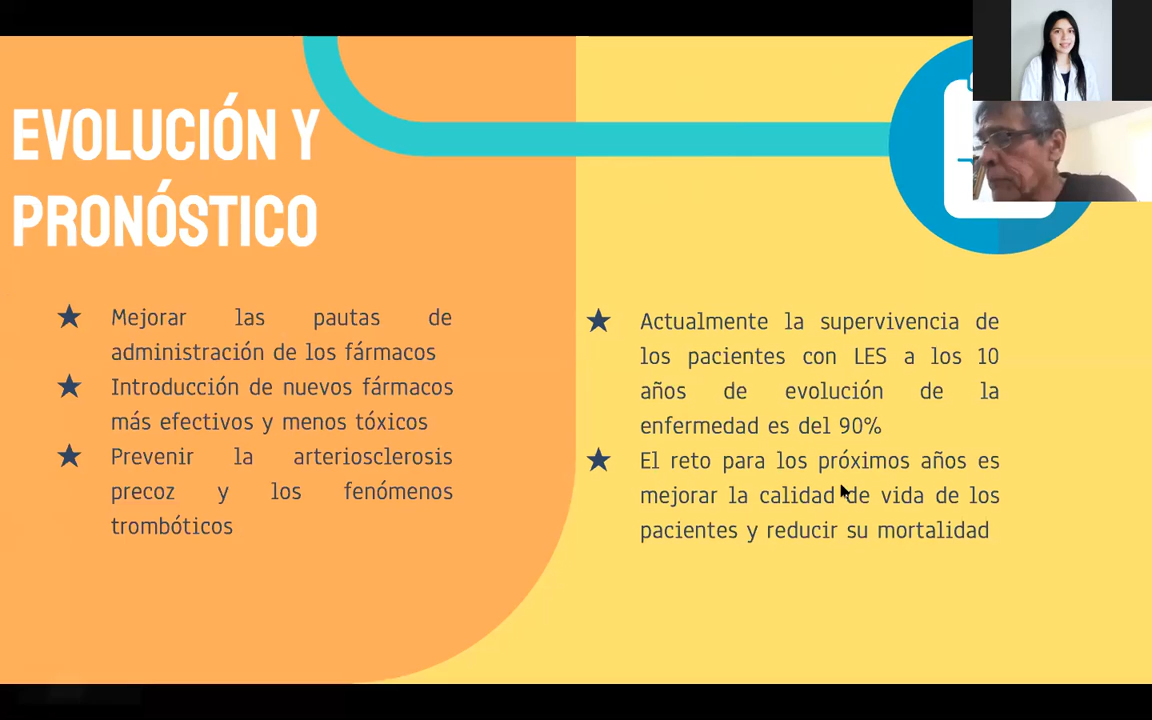 EVOLUCIÓN Y
PRONÓSTICO
★ Mejorar las pautas de
administración de los fármacos
★ Introducción de nuevos fármacos
más efectivos y menos tóxicos
★ Prevenir la arteriosclerosis
precoz y los fenómenos
trombóticos
★ Actualmente la supervivencia de
los pacientes con LES a los 10
años de evolución de la
enfermedad es del 90%
★ El reto para los próximos años es
mejorar la calidad de vida de los
pacientes y reducir su mortalidad